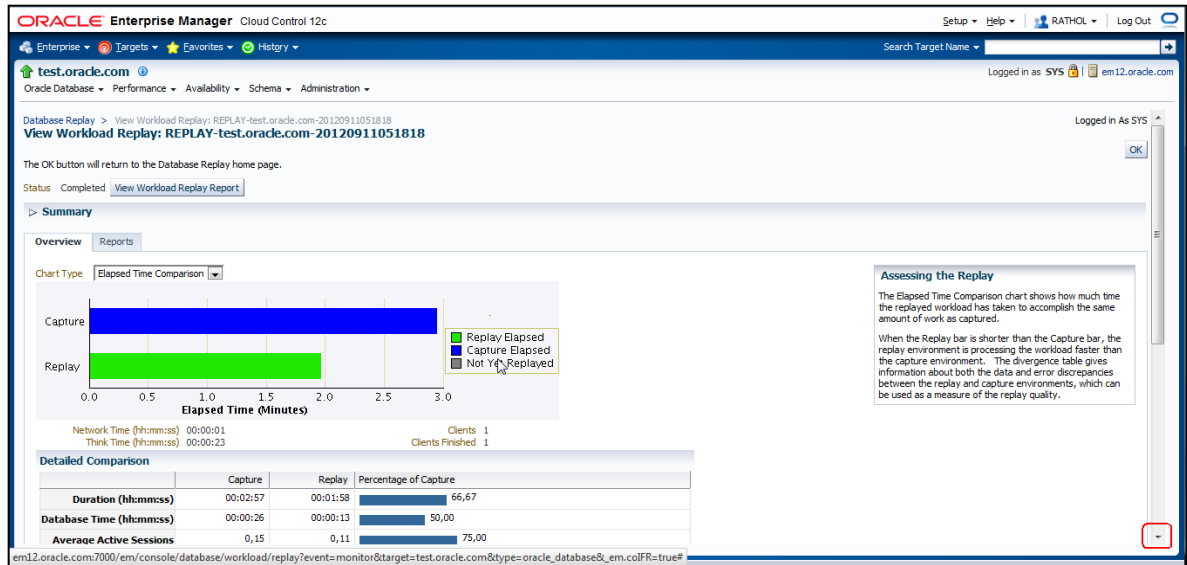 ORACLE Enterprise Manager Cloud Control 12c
Setup Help RATHOL Log Out
Enterprise Targets Favorites History
Search Target Name
test.oracle.com
Logged in as SYS em12.oracle.com
Oracle Database Performance Availability Schema Administration
Database Replay > View Workload Replay: REPLAY-test.oracle.com-20120911051818
Logged in As SYS
View Workload Replay: REPLAY-test.oracle.com-20120911051818
OK
The OK button will return to the Database Replay home page.
Status Completed View Workload Replay Report
Summary
Overview Reports
Chart Type Elapsed Time Comparison
Capture
Replay
Replay Elapsed
Capture Elapsed
Not Yet Replayed
0.0 0.5 1.0 1.5 2.0 2.5 3.0
Elapsed Time (Minutes)
Network Time (hh:mm:ss) 00:00:01 Clients 1
Think Time (hh:mm:ss) 00:00:23 Clients Finished 1
Assessing the Replay
The Elapsed Time Comparison chart shows how much time
the replayed workload has taken to accomplish the same
amount of work as captured.
When the Replay bar is shorter than the Capture bar, the
replay environment is processing the workload faster than
the capture environment. The divergence table gives
information about both the data and error discrepancies
between the replay and capture environments, which can
be used as a measure of the replay quality.
Detailed Comparison
Capture Replay Percentage of Capture
Duration (hh:mm:ss) 00:02:57 00:01:58 66,67
Database Time (hh:mm:ss) 00:00:26 00:00:13 50,00
Average Active Sessions 0,15 0,11 75,00
em12.oracle.com:7000/em/console/database/workload/replay?event=monitor&target=test.oracle.com&type=oracle_database&_em.coIFR=true#